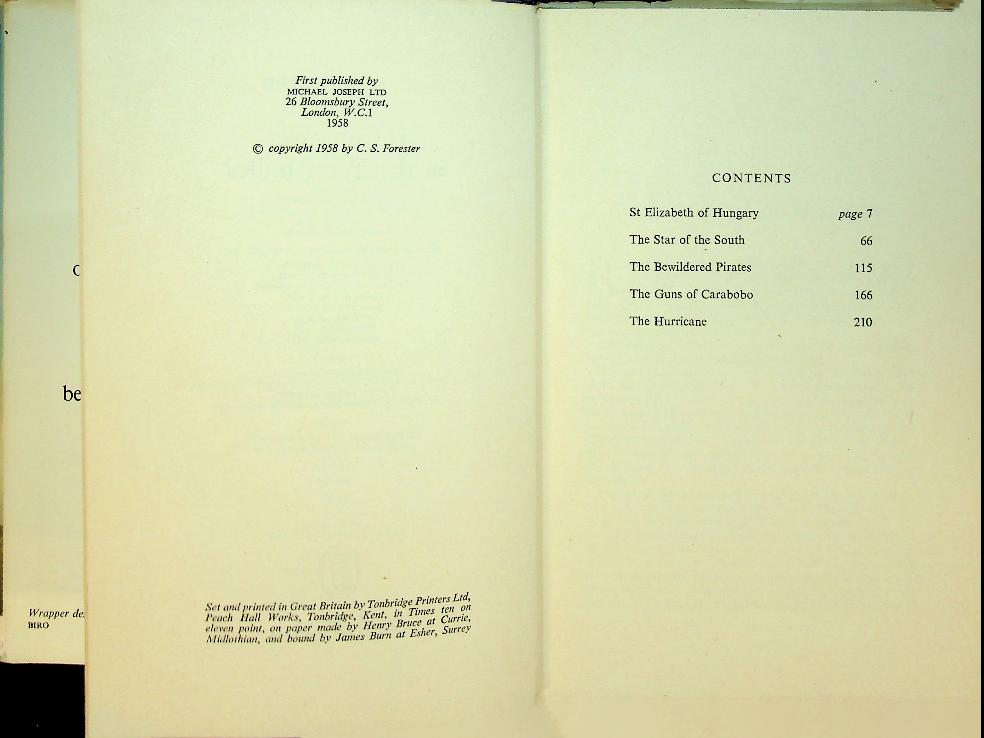 First published by
MICHAEL JOSEPH LTD
26 Bloomsbury Street,
London, W.C.1
1958
© copyright 1958 by C. S. Forester
be
Wrapper de
BIRO
Set and printed in Great Britain by Tonbridge Printers Ltd,
Peach Hall Works, Tonbridge, Kent, in Times ten on
eleven point, on paper made by Henry Bruce at Currie,
Midlothian, and bound by James Burn at Esher, Surrey
CONTENTS
St Elizabeth of Hungary page 7
The Star of the South 66
The Bewildered Pirates 115
The Guns of Carabobo 166
The Hurricane 210